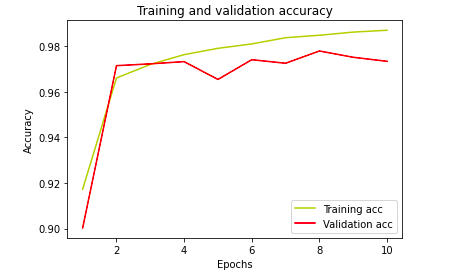 Training and validation accuracy
0.98
0.96
0.94
0.92
0.90
Accuracy
2
4
6
8
10
Epochs
Training acc
Validation acc